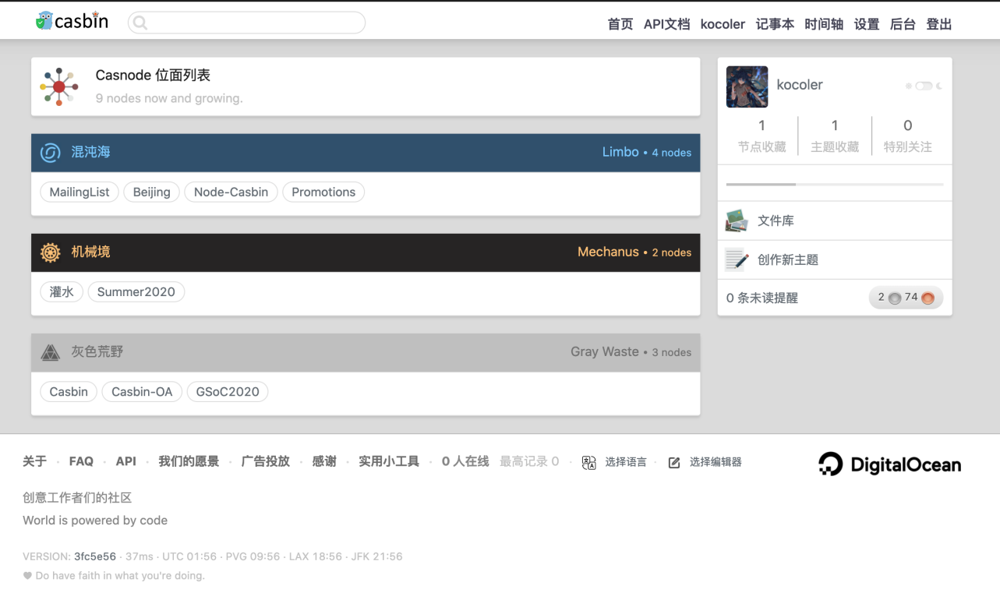 casbin
首页 API文档 kocoler 记事本 时间轴 设置 后台 登出
Casnode 位面列表
9 nodes now and growing.
混沌海 Limbo • 4 nodes
MailingList Beijing Node-Casbin Promotions
机械境 Mechanus • 2 nodes
灌水 Summer2020
灰色荒野 Gray Waste • 3 nodes
Casbin Casbin-OA GSoC2020
kocoler
1 1 0
节点收藏 主题收藏 特别关注
文件库
创作新主题
0 条未读提醒 2 74
关于 · FAQ · API · 我们的愿景 · 广告投放 · 感谢 · 实用小工具 · 0 人在线 最高记录 0 · 选择语言 · 选择编辑器
DigitalOcean
创意工作者们的社区
World is powered by code
VERSION: 3fc5e56 · 37ms · UTC 01:56 · PVG 09:56 · LAX 18:56 · JFK 21:56
♥ Do have faith in what you're doing.